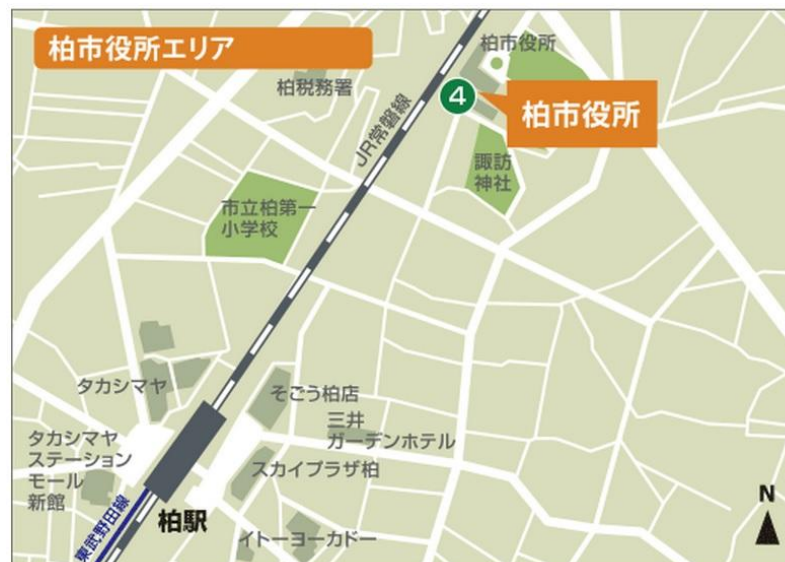 柏市役所エリア
柏市役所
柏税務署
4
柏市役所
JR常磐線
諏訪
神社
市立柏第一
小学校
タカシマヤ
そごう柏店
三井
ガーデンホテル
タカシマヤ
ステーション
モール
新館
スカイプラザ柏
N
東武野田線
柏駅
イトーヨーカドー